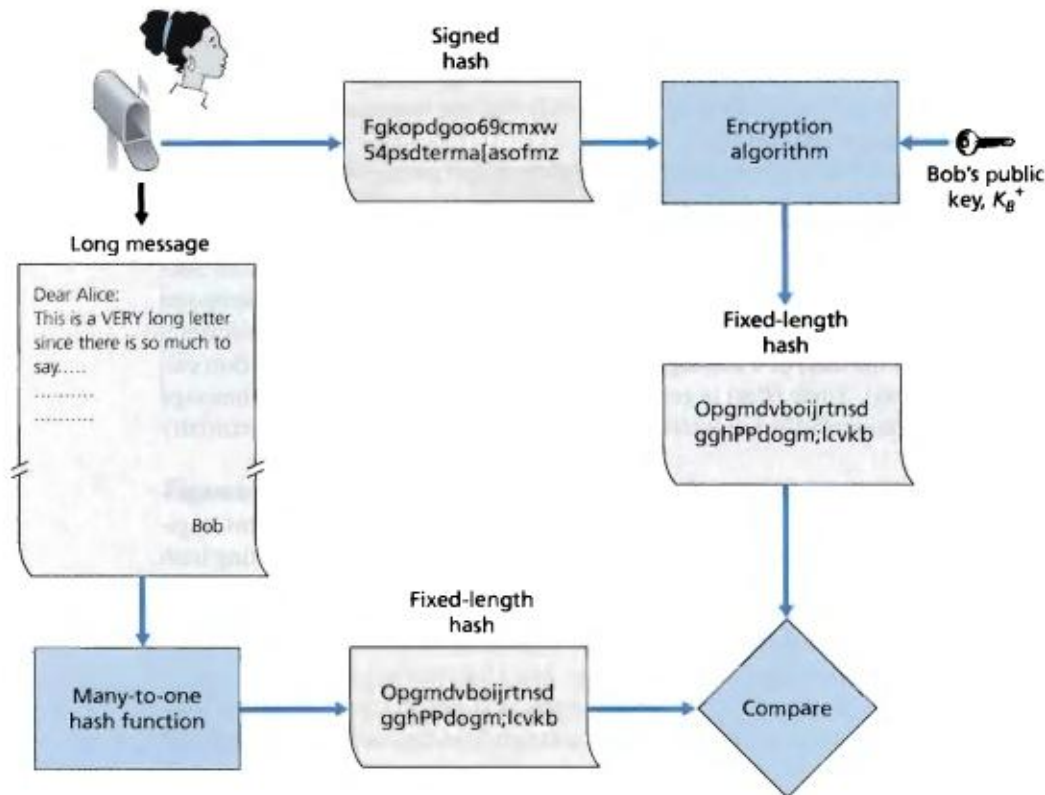 Signed
hash
Fgkopdgoo69cmxw
54psdterma[asofmz
Encryption
algorithm
Bob's public
key, K_B^+
Long message
Dear Alice:
This is a VERY long letter
since there is so much to
say.....
..........
..........
Bob
Fixed-length
hash
Opgmdvboijrtnsd
gghPPdogm;lcvkb
Many-to-one
hash function
Fixed-length
hash
Opgmdvboijrtnsd
gghPPdogm;lcvkb
Compare